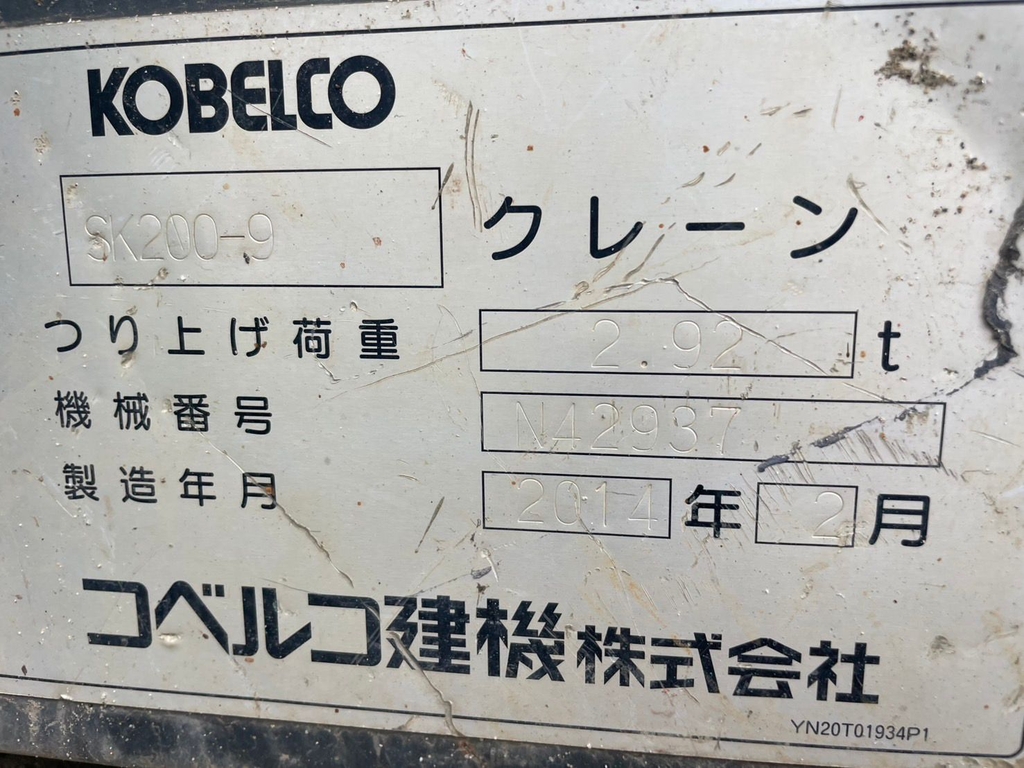 KOBELCO
SK200-9 クレーン
つり上げ荷重 2.92 t
機械番号 N42937
製造年月 2014 年 2 月
コベルコ建機株式会社
YN20T01934P1